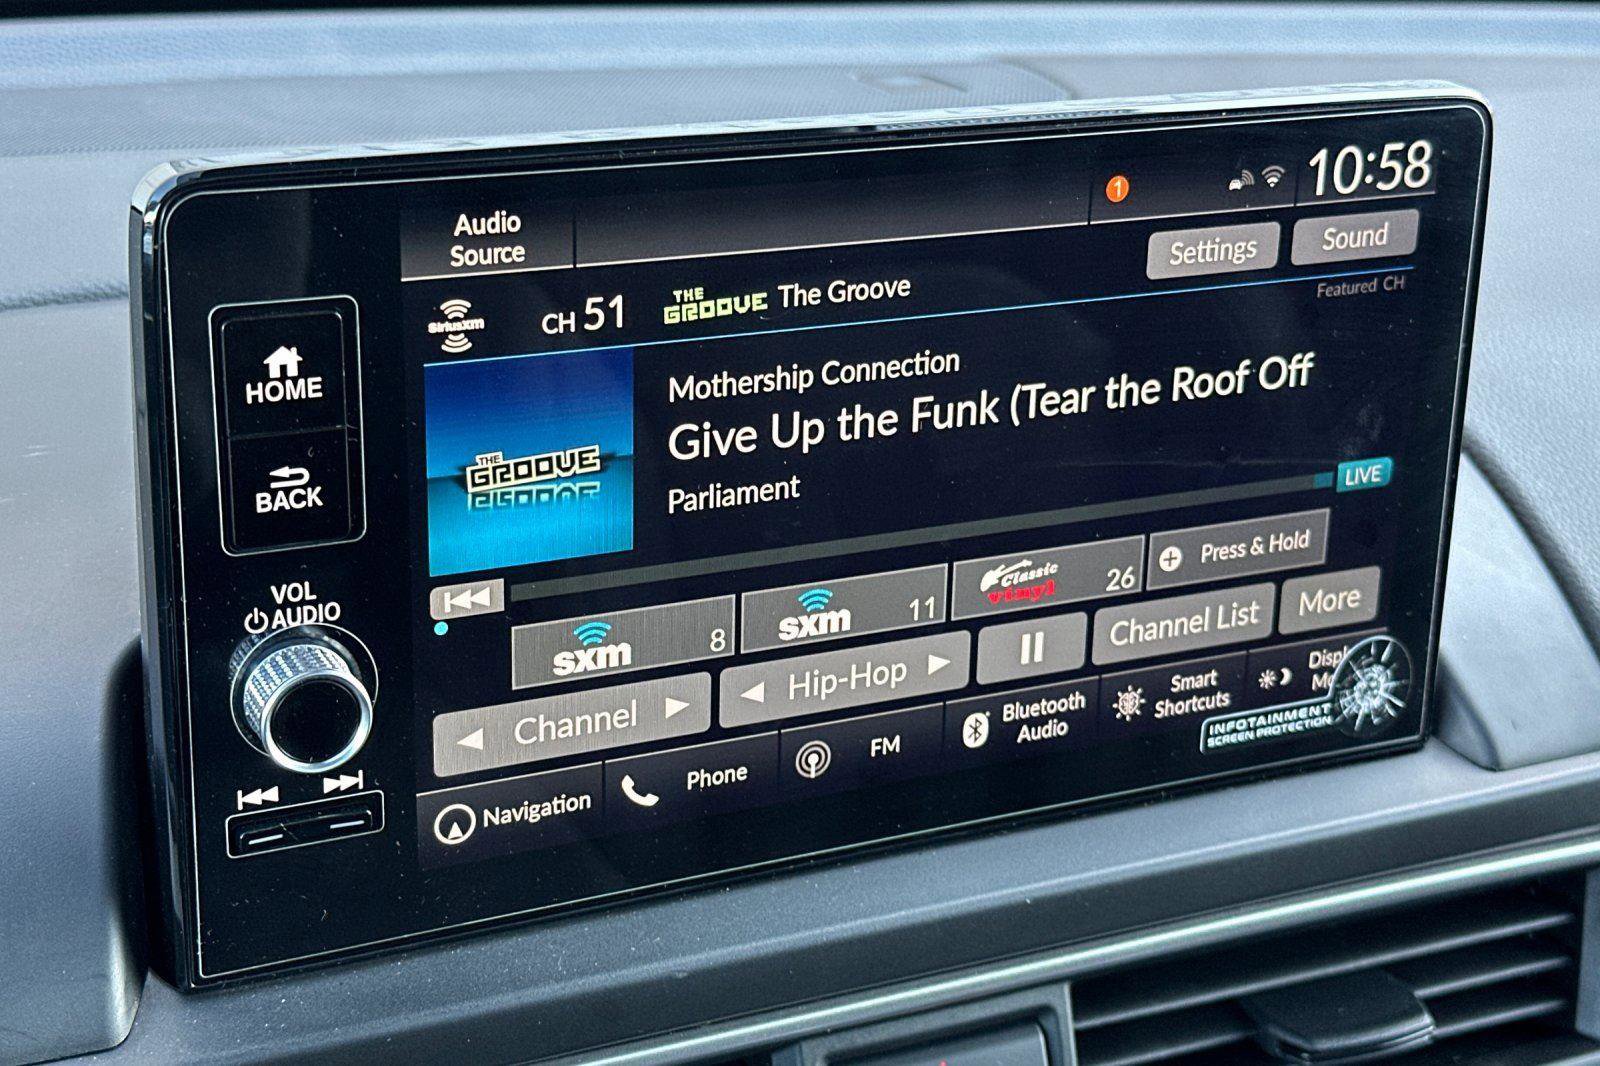 10:58
1
Audio
Source
Settings
Sound
SiriusXM
CH 51
THE
GROOVE
The Groove
Featured CH
Mothership Connection
Give Up the Funk (Tear the Roof Off
Parliament
THE
GROOVE
LIVE
HOME
BACK
VOL
AUDIO
sxm 8
sxm 11
Classic
vinyl 26
Press & Hold
Channel
Hip-Hop
Channel List
More
Navigation
Phone
FM
Bluetooth
Audio
Smart
Shortcuts
INFOTAINMENT
SCREEN PROTECTION